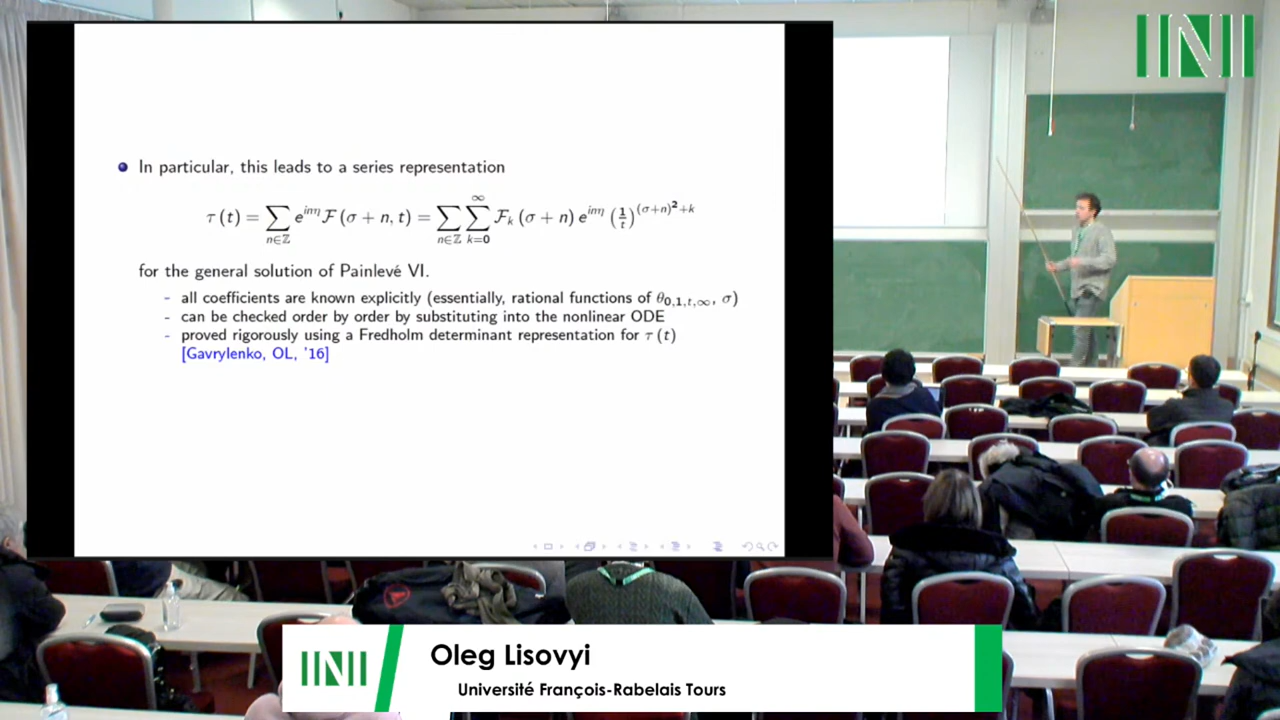 INI
In particular, this leads to a series representation
τ(t) = ∑_{n∈ℤ} e^{inη} ℱ(σ + n, t) = ∑_{n∈ℤ} ∑_{k=0}^{∞} ℱ_k(σ + n) e^{inη} (1/t)^{(σ+n)²+k}
for the general solution of Painlevé VI.
- all coefficients are known explicitly (essentially, rational functions of θ_{0,1,t,∞}, σ)
- can be checked order by order by substituting into the nonlinear ODE
- proved rigorously using a Fredholm determinant representation for τ(t)
[Gavrylenko, OL, '16]
INI
Oleg Lisovyi
Université François-Rabelais Tours